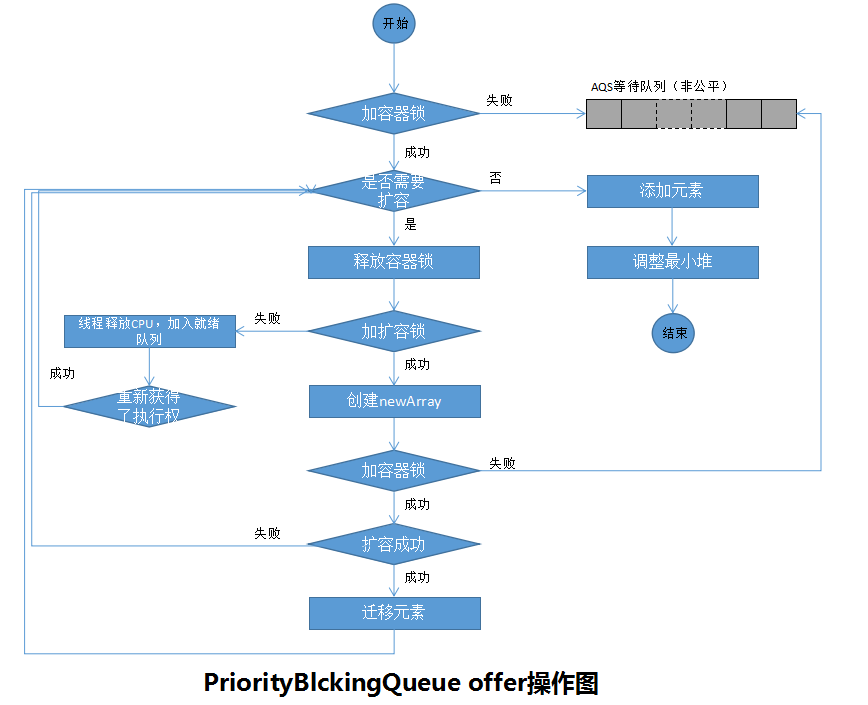 开始
AQS等待队列（非公平）
加容器锁
失败
成功
是否需要
扩容
否
添加元素
是
释放容器锁
调整最小堆
线程释放CPU，加入就绪
队列
失败
加扩容锁
结束
成功
成功
重新获得
了执行权
创建newArray
加容器锁
失败
成功
失败
扩容成功
成功
迁移元素
PriorityBlckingQueue offer操作图